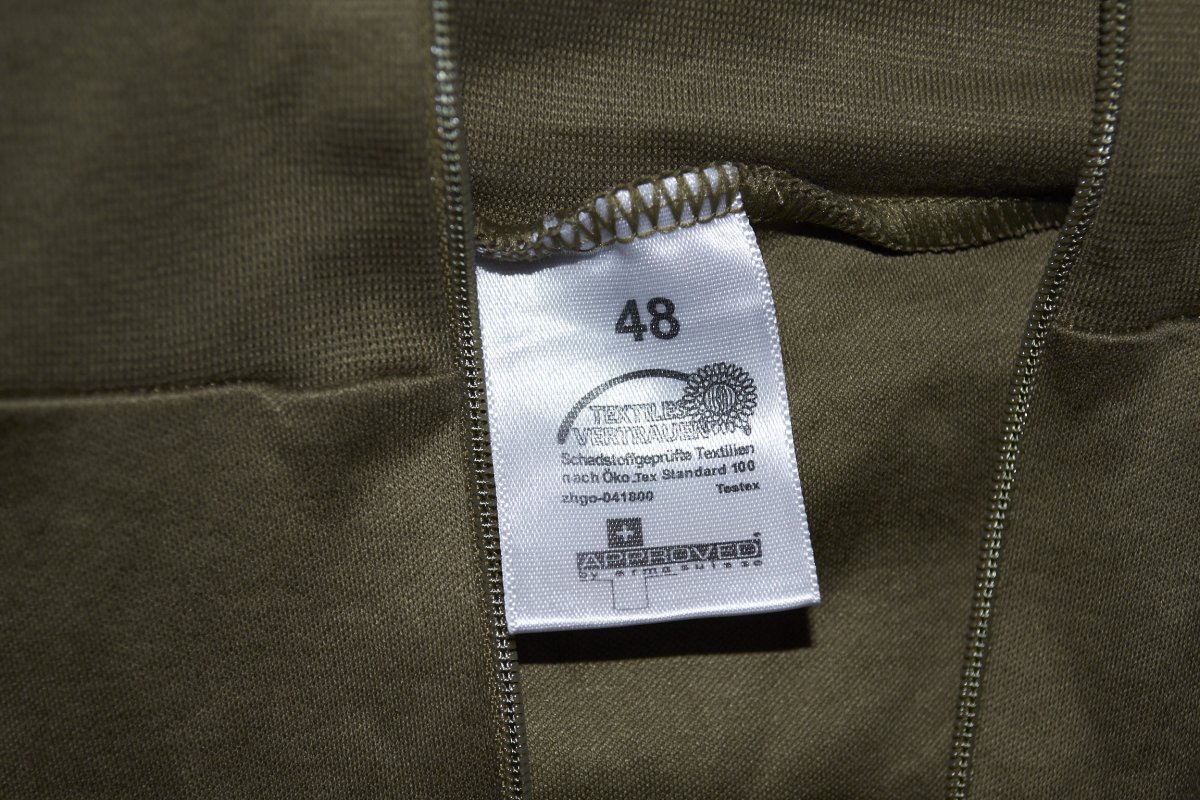 48
TEXTILES
VERTRAUEN
Schadstoffgeprüfte Textilien
nach Öko-Tex Standard 100
zhgo-041800 Testex
APPROVED
by armasuisse